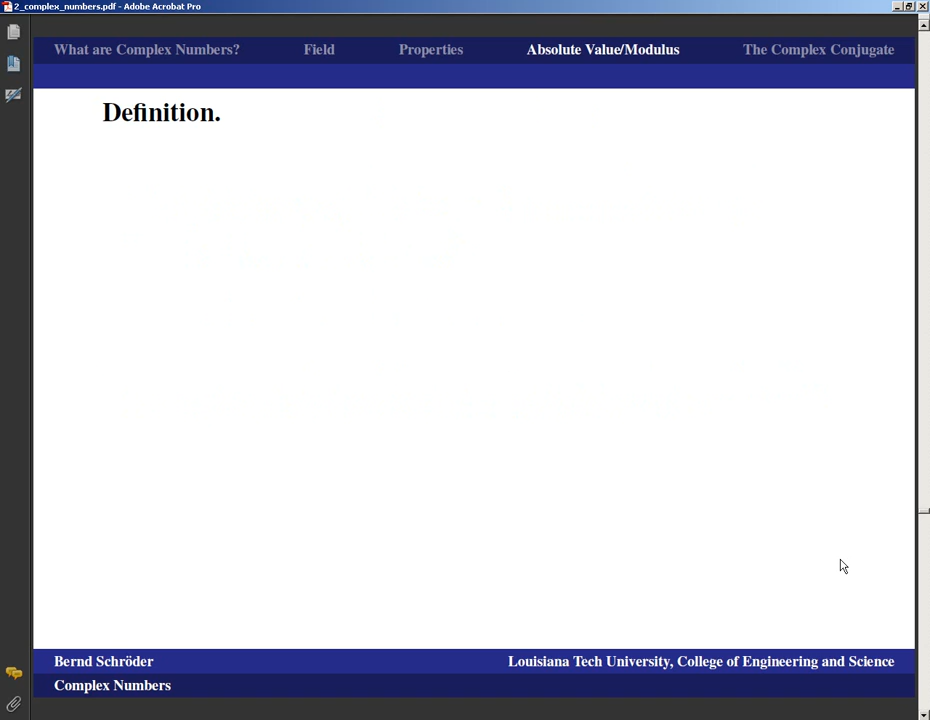 2_complex_numbers.pdf - Adobe Acrobat Pro
What are Complex Numbers? Field Properties Absolute Value/Modulus The Complex Conjugate
Definition.
Bernd Schröder Louisiana Tech University, College of Engineering and Science
Complex Numbers